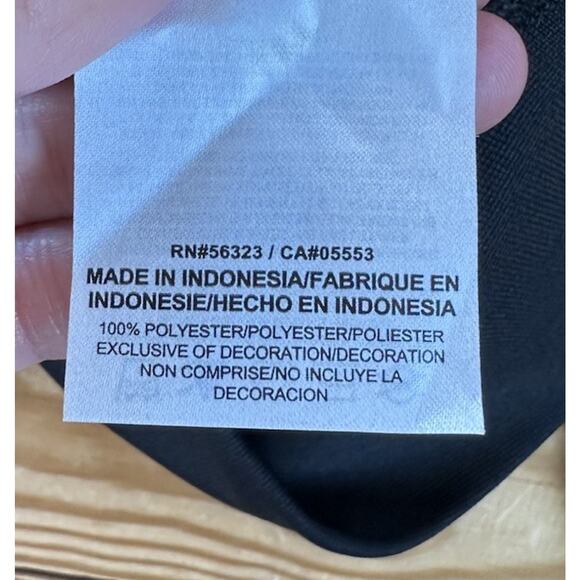 RN#56323 / CA#05553
MADE IN INDONESIA/FABRIQUE EN
INDONESIE/HECHO EN INDONESIA
100% POLYESTER/POLYESTER/POLIESTER
EXCLUSIVE OF DECORATION/DECORATION
NON COMPRISE/NO INCLUYE LA
DECORACION